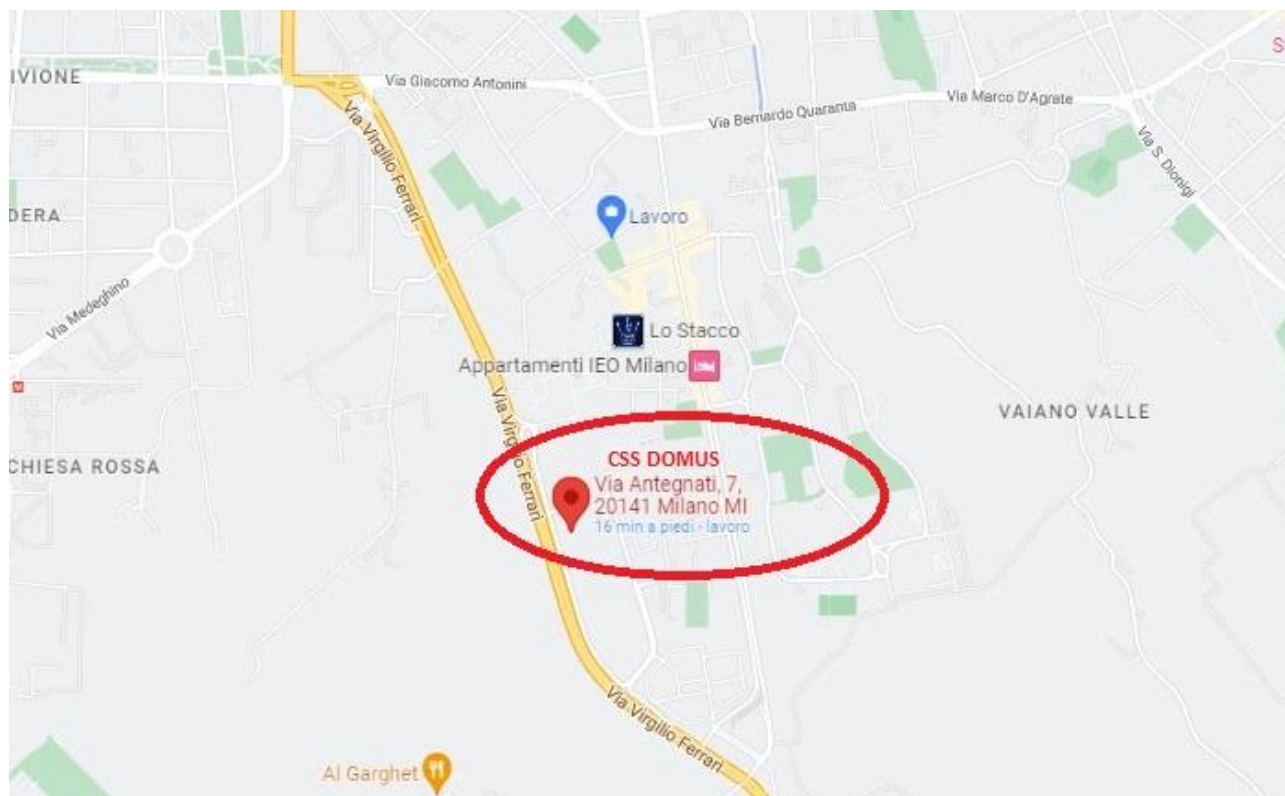 IVIONE
Via Giacomo Antonini
Via Bernardo Quaranta
Via Marco D'Agrate
Via S. Dionigi
S
Via Virgilio Ferrari
DERA
Lavoro
Via Medeghino
Lo Stacco
Appartamenti IEO Milano
Via Virgilio Ferrari
VAIANO VALLE
CHIESA ROSSA
CSS DOMUS
Via Antegnati, 7,
20141 Milano MI
16 min a piedi - lavoro
Via Virgilio Ferrari
Al Garghet